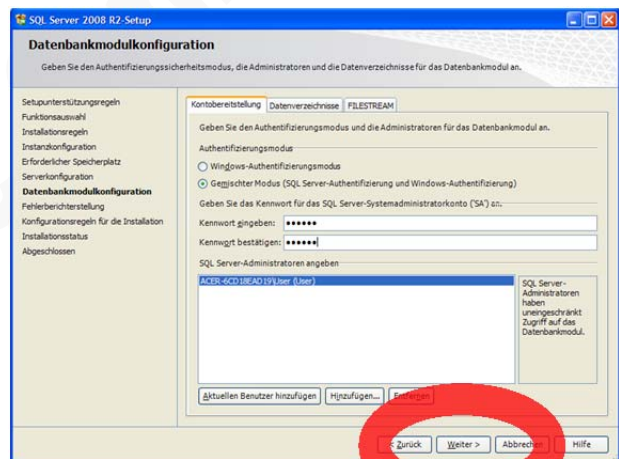 SQL Server 2008 R2-Setup
Datenbankmodulkonfiguration
Geben Sie den Authentifizierungssicherheitsmodus, die Administratoren und die Datenverzeichnisse für das Datenbankmodul an.
Setupunterstützungsregeln
Funktionsauswahl
Installationsregeln
Instanzkonfiguration
Erforderlicher Speicherplatz
Serverkonfiguration
Datenbankmodulkonfiguration
Fehlerberichterstattung
Konfigurationsregeln für die Installation
Installationsstatus
Abgeschlossen
Kontobereitstellung Datenverzeichnisse FILESTREAM
Geben Sie den Authentifizierungsmodus und die Administratoren für das Datenbankmodul an.
Authentifizierungsmodus
Windows-Authentifizierungsmodus
Gemischter Modus (SQL Server-Authentifizierung und Windows-Authentifizierung)
Geben Sie das Kennwort für das SQL Server-Systemadministratorkonto ('SA') an.
Kennwort eingeben: ••••••
Kennwort bestätigen: ••••••
SQL Server-Administratoren angeben
ACER-6CD18EAD19\User (User)
SQL Server-
Administratoren
haben
uneingeschränkt
Zugriff auf das
Datenbankmodul.
Aktuellen Benutzer hinzufügen Hinzufügen... Entfernen
< Zurück Weiter > Abbrechen Hilfe